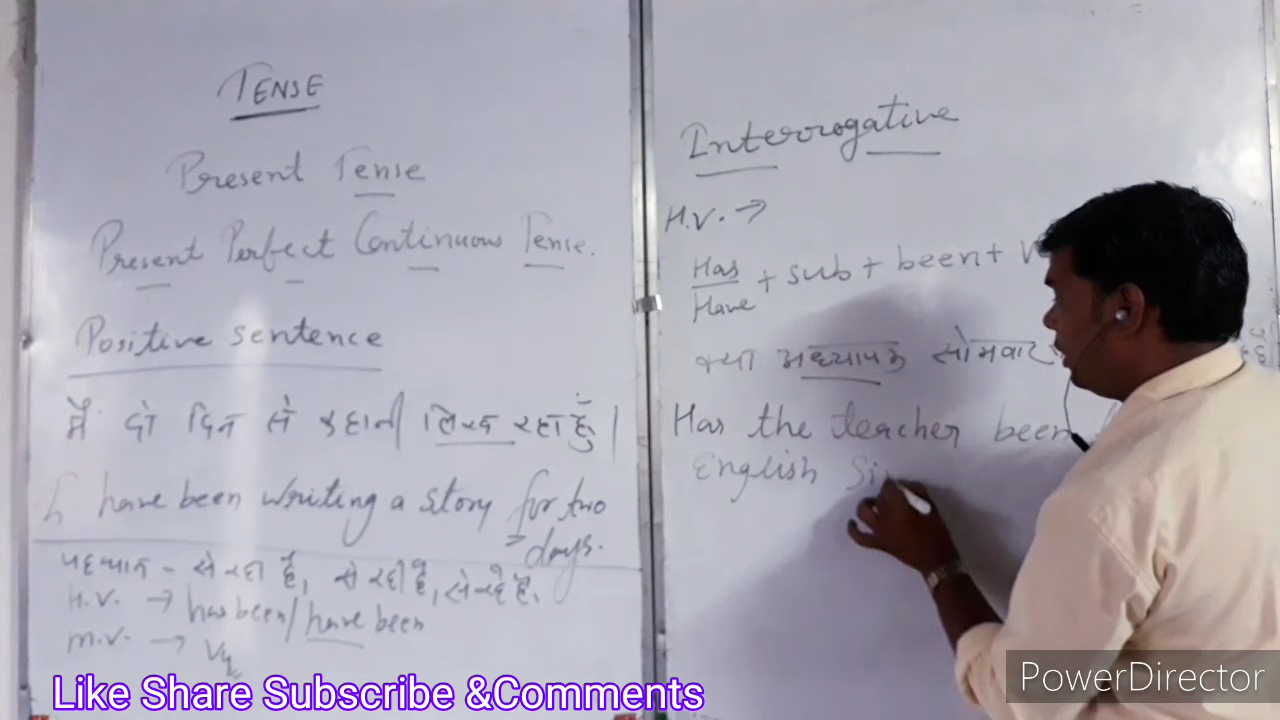 TENSE
Present Tense
Present Perfect Continuous Tense.
Positive sentence
मैं दो दिन से कहानी लिख रहा हूँ।
I have been writing a story for two
days.
पहचान - से रहा है, से रही है, से रहे हैं.
H.V. → has been/have been
M.V. → V4
Interrogative
H.V. →
Has/Have + sub + been + V
क्या अध्यापक सोमवार
Has the teacher been
English Si
Like Share Subscribe &Comments
PowerDirector